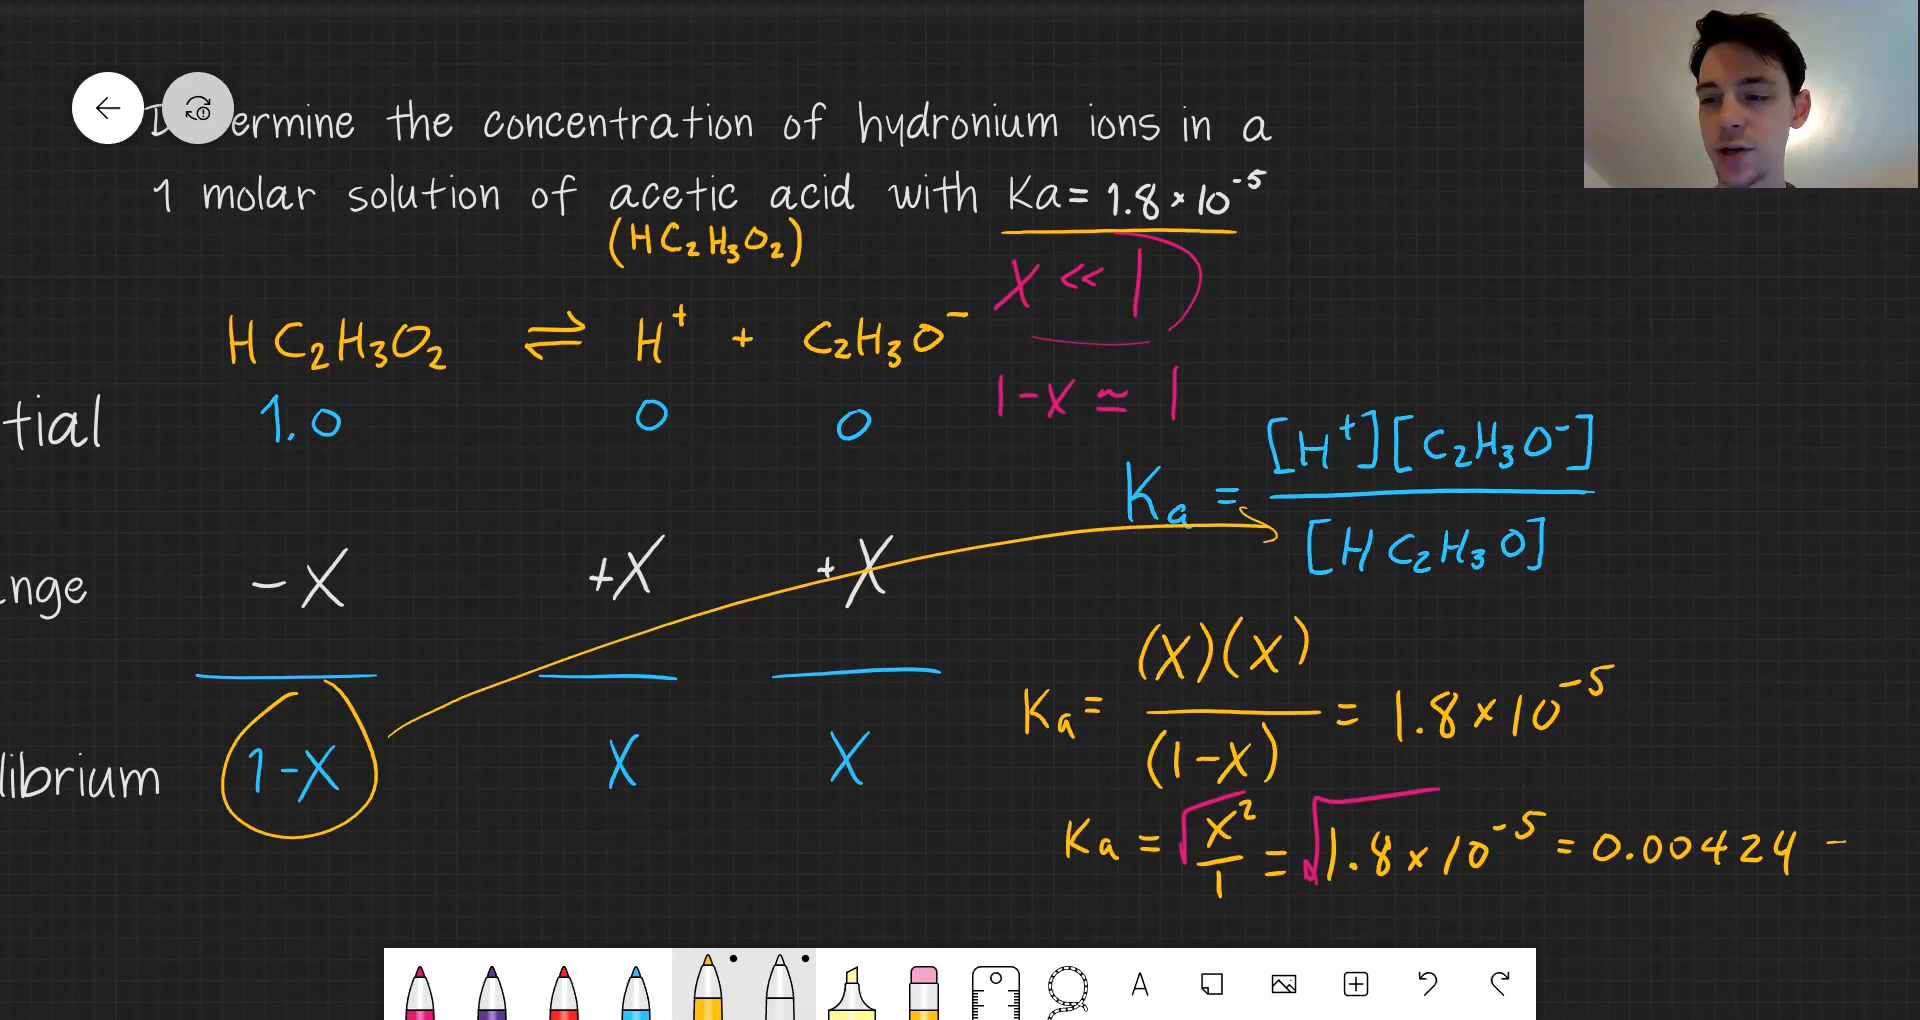 ermine the concentration of hydronium ions in a
1 molar solution of acetic acid with Ka = 1.8 × 10⁻⁵
(HC₂H₃O₂)
x << 1
HC₂H₃O₂ ⇌ H⁺ + C₂H₃O⁻
1-x ≃ 1
tial 1.0 0 0
Ka = [H⁺][C₂H₃O⁻]
[HC₂H₃O]
nge -X +X +X
Ka = (x)(x) = 1.8 × 10⁻⁵
(1-x)
librium 1-X X X
Ka = √x²/1 = √1.8 × 10⁻⁵ = 0.00424 -
A